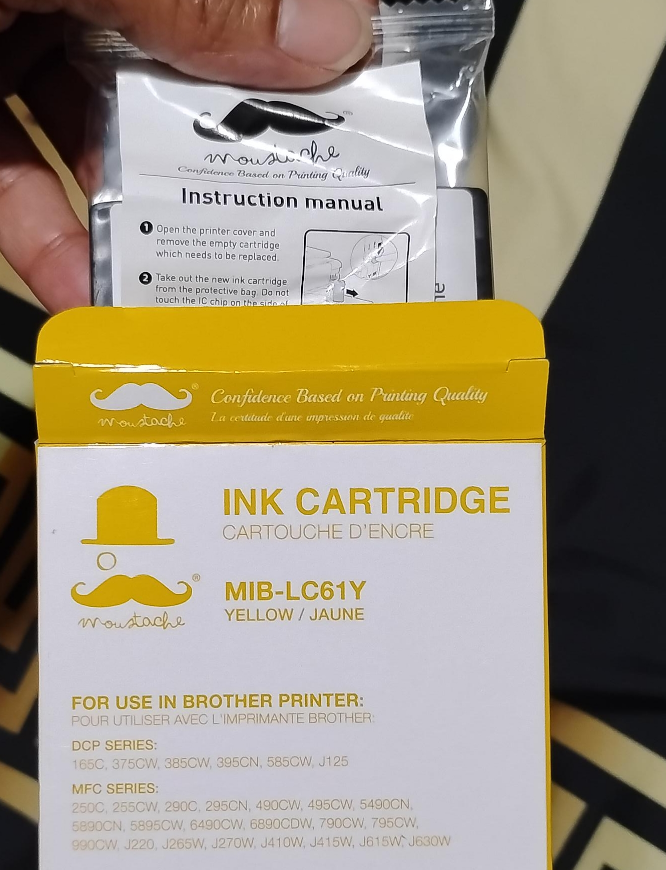 moustache
Confidence Based on Printing Quality
Instruction manual
1 Open the printer cover and
remove the empty cartridge
which needs to be replaced.
2 Take out the new ink cartridge
from the protective bag. Do not
touch the IC chip on the side of
moustache®
Confidence Based on Printing Quality
La certitude d'une impression de qualité
INK CARTRIDGE
CARTOUCHE D'ENCRE
moustache®
MIB-LC61Y
YELLOW / JAUNE
FOR USE IN BROTHER PRINTER:
POUR UTILISER AVEC L'IMPRIMANTE BROTHER:
DCP SERIES:
165C, 375CW, 385CW, 395CN, 585CW, J125
MFC SERIES:
250C, 255CW, 290C, 295CN, 490CW, 495CW, 5490CN,
5890CN, 5895CW, 6490CW, 6890CDW, 790CW, 795CW,
990CW, J220, J265W, J270W, J410W, J415W, J615W, J630W